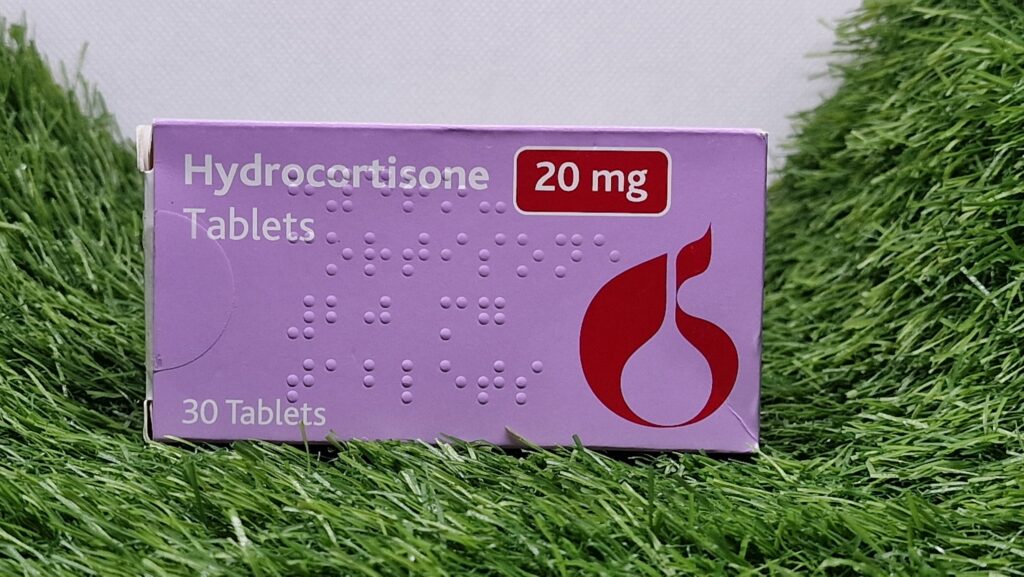 Hydrocortisone
20 mg
Tablets
30 Tablets